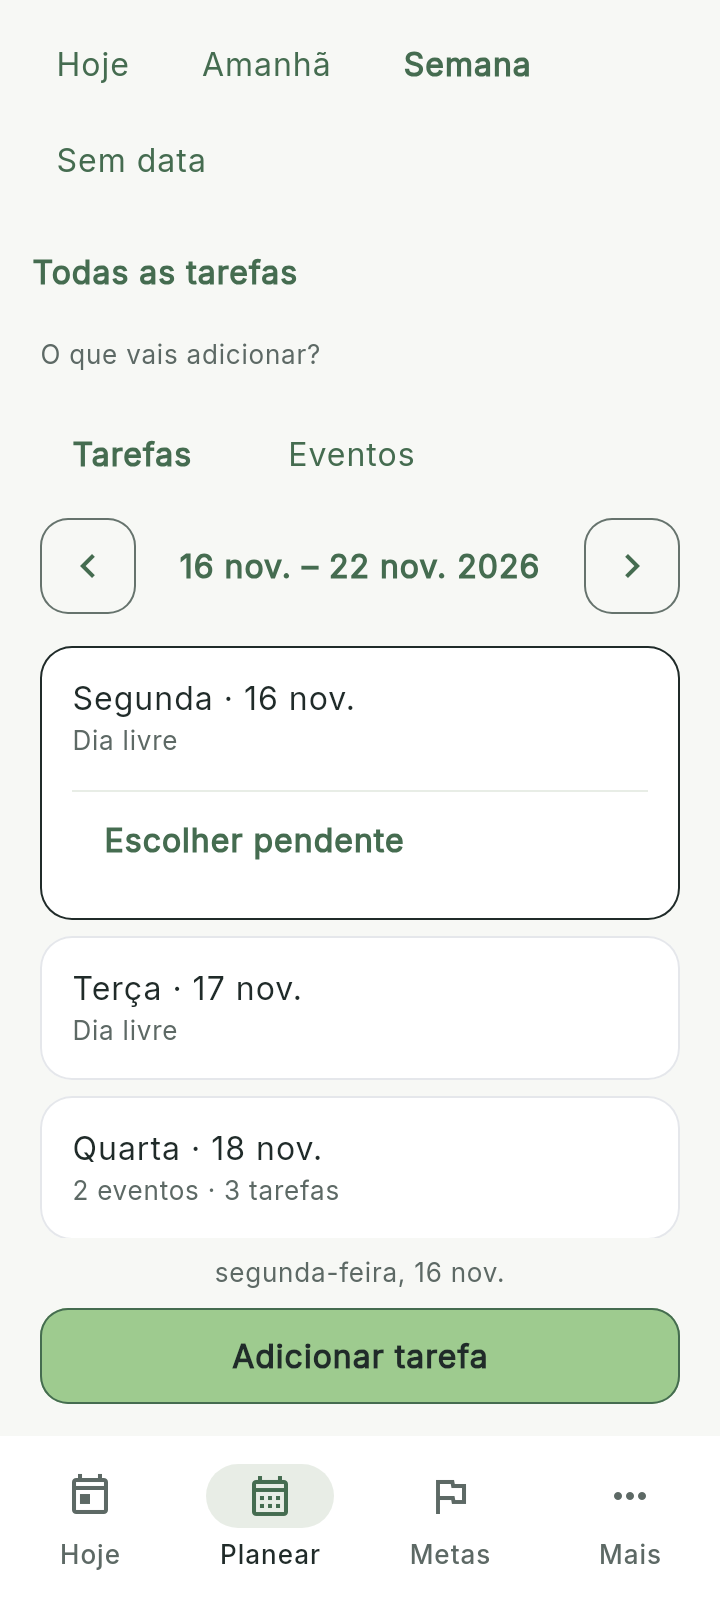 Hoje Amanhã Semana
Sem data
Todas as tarefas
O que vais adicionar?
Tarefas Eventos
16 nov. – 22 nov. 2026
Segunda · 16 nov.
Dia livre
Escolher pendente
Terça · 17 nov.
Dia livre
Quarta · 18 nov.
2 eventos · 3 tarefas
segunda-feira, 16 nov.
Adicionar tarefa
Hoje Planear Metas Mais